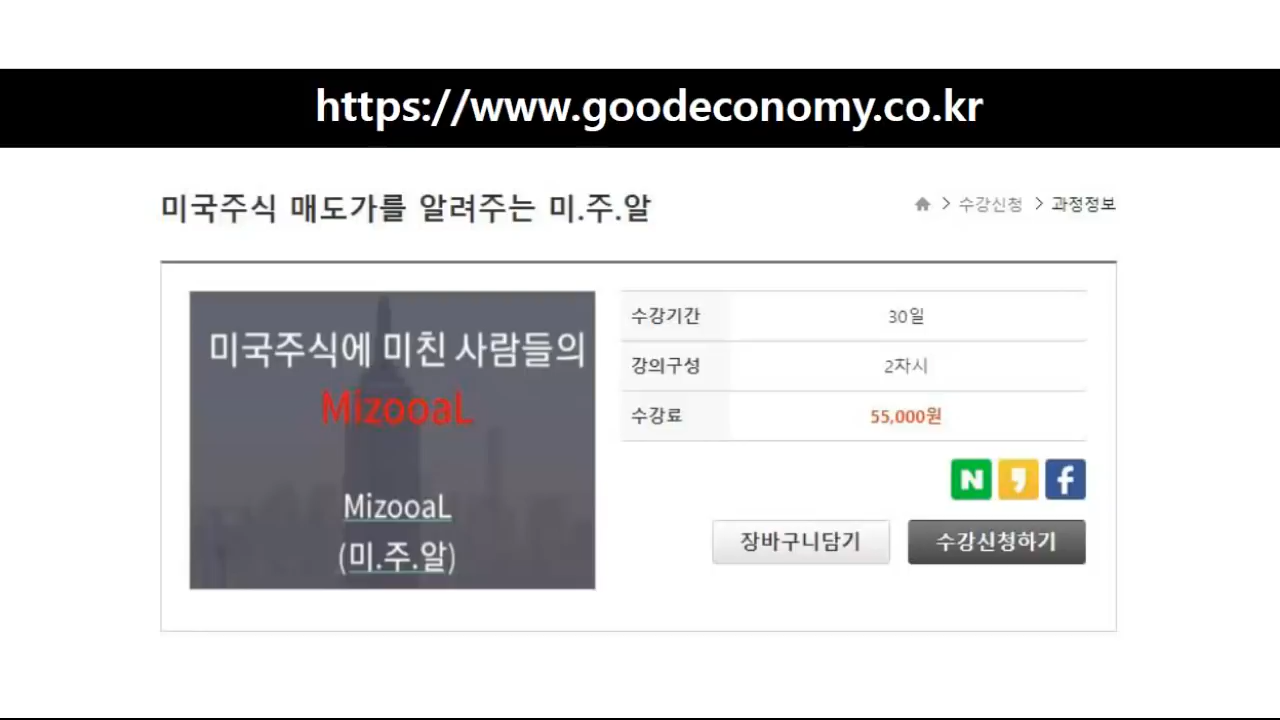 https://www.goodeconomy.co.kr
미국주식 매도가를 알려주는 미.주.알
수강신청 > 과정정보
미국주식에 미친 사람들의
MizooaL
MizooaL
(미.주.알)
수강기간 30일
강의구성 2차시
수강료 55,000원
N f
장바구니담기 수강신청하기